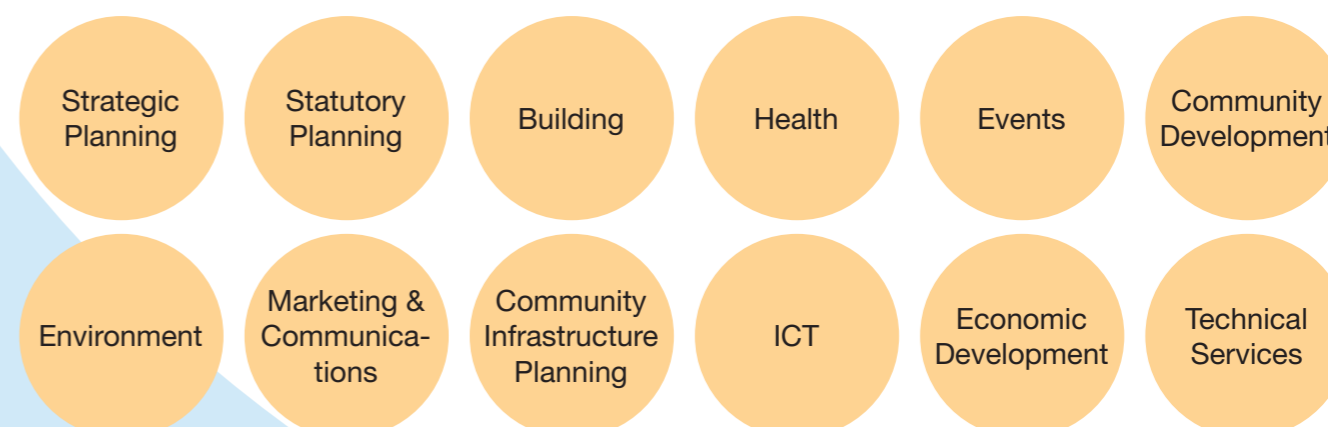 Strategic
Planning
Statutory
Planning
Building
Health
Events
Community
Development
Environment
Marketing &
Communica-
tions
Community
Infrastructure
Planning
ICT
Economic
Development
Technical
Services